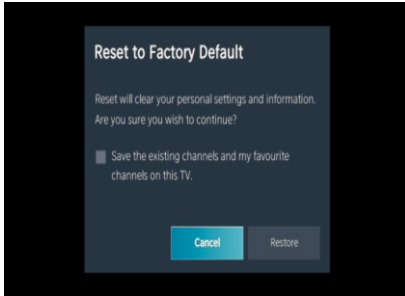 Reset to Factory Default
Reset will clear your personal settings and information.
Are you sure you wish to continue?
Save the existing channels and my favourite
channels on this TV.
Cancel Restore